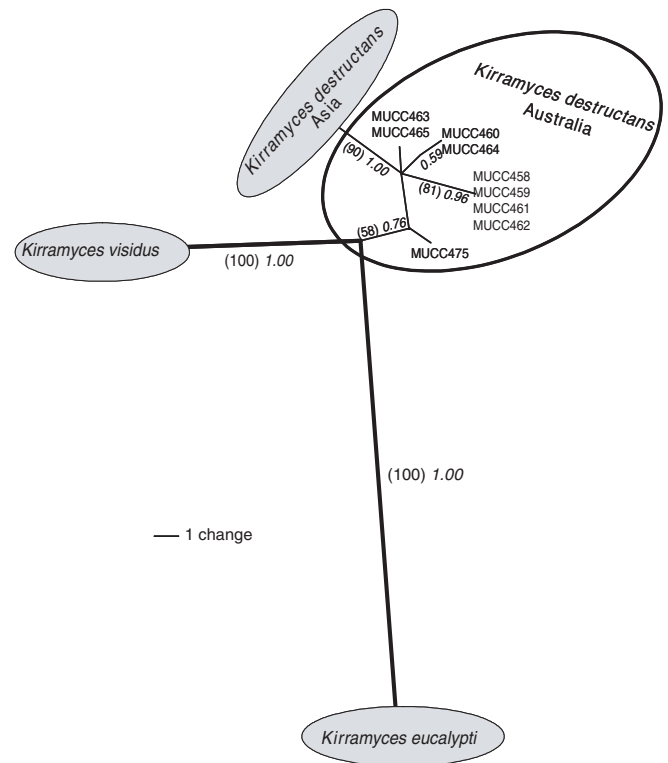 Kirramyces destructans
Asia
Kirramyces destructans
Australia
MUCC463
MUCC465
MUCC460
MUCC464
(90) 1.00
0.59
(81) 0.96
MUCC458
MUCC459
MUCC461
MUCC462
(58) 0.76
MUCC475
Kirramyces visidus
(100) 1.00
(100) 1.00
1 change
Kirramyces eucalypti